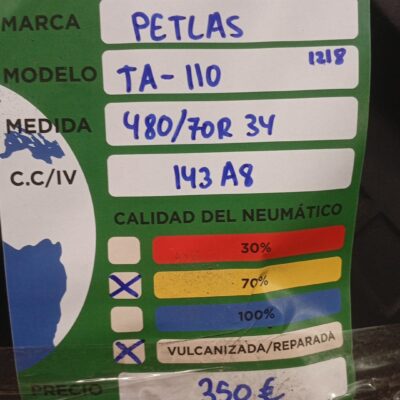 MARCA PETLAS
MODELO TA-110 1218
MEDIDA 480/70R 34
C.C/IV 143 A8
CALIDAD DEL NEUMÁTICO
30%
X 70%
100%
X VULCANIZADA/REPARADA
PRECIO 350 €